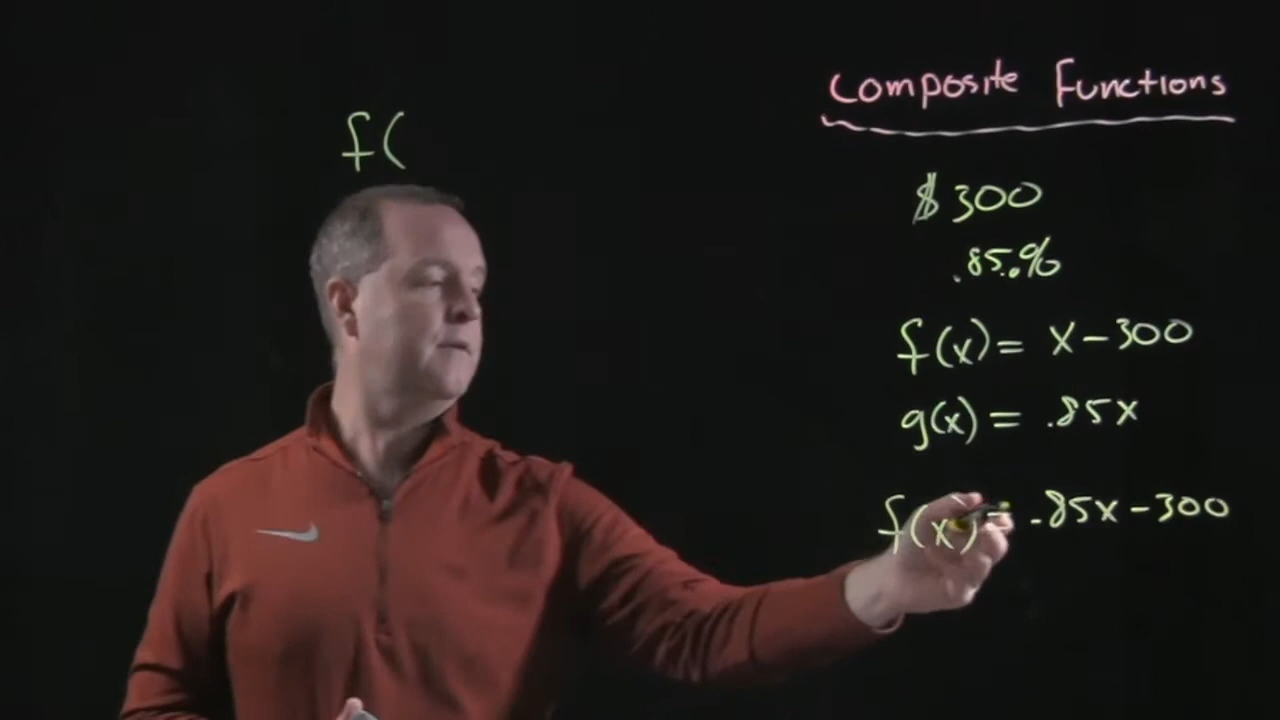 Composite Functions
f(
$300
.85.%
f(x) = x - 300
g(x) = .85x
f(x) = .85x - 300